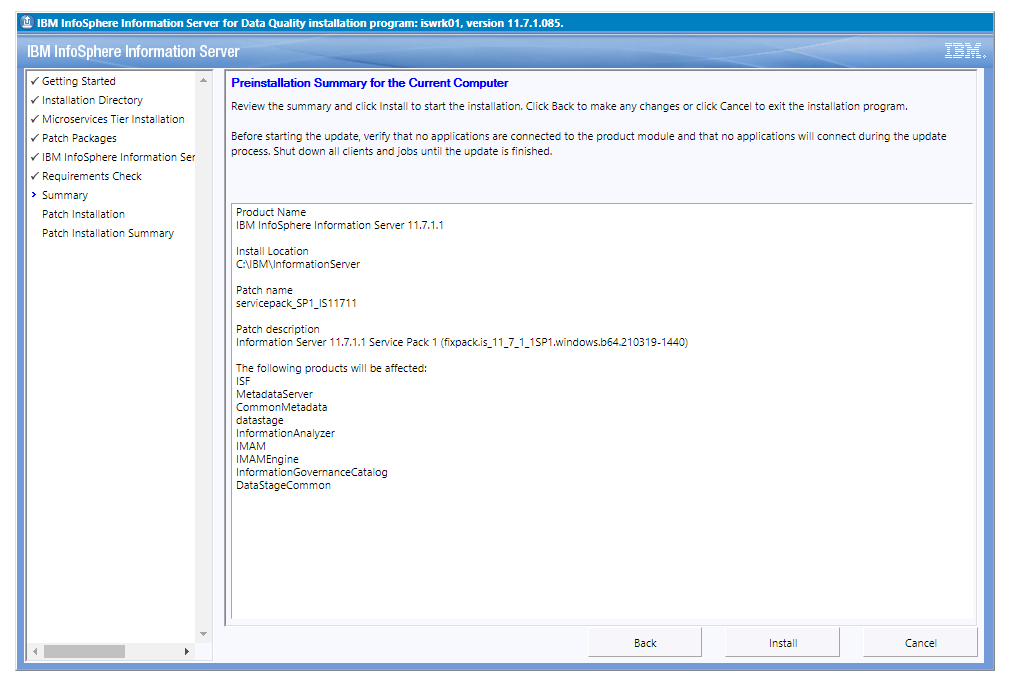 IBM InfoSphere Information Server for Data Quality installation program: iswrk01, version 11.7.1.085.
IBM InfoSphere Information Server
IBM.
✓ Getting Started
✓ Installation Directory
✓ Microservices Tier Installation
✓ Patch Packages
✓ IBM InfoSphere Information Ser
✓ Requirements Check
> Summary
Patch Installation
Patch Installation Summary
Preinstallation Summary for the Current Computer
Review the summary and click Install to start the installation. Click Back to make any changes or click Cancel to exit the installation program.
Before starting the update, verify that no applications are connected to the product module and that no applications will connect during the update
process. Shut down all clients and jobs until the update is finished.
Product Name
IBM InfoSphere Information Server 11.7.1.1
Install Location
C:\IBM\InformationServer
Patch name
servicepack_SP1_IS11711
Patch description
Information Server 11.7.1.1 Service Pack 1 (fixpack.is_11_7_1_1SP1.windows.b64.210319-1440)
The following products will be affected:
ISF
MetadataServer
CommonMetadata
datastage
InformationAnalyzer
IMAM
IMAMEngine
InformationGovernanceCatalog
DataStageCommon
Back
Install
Cancel